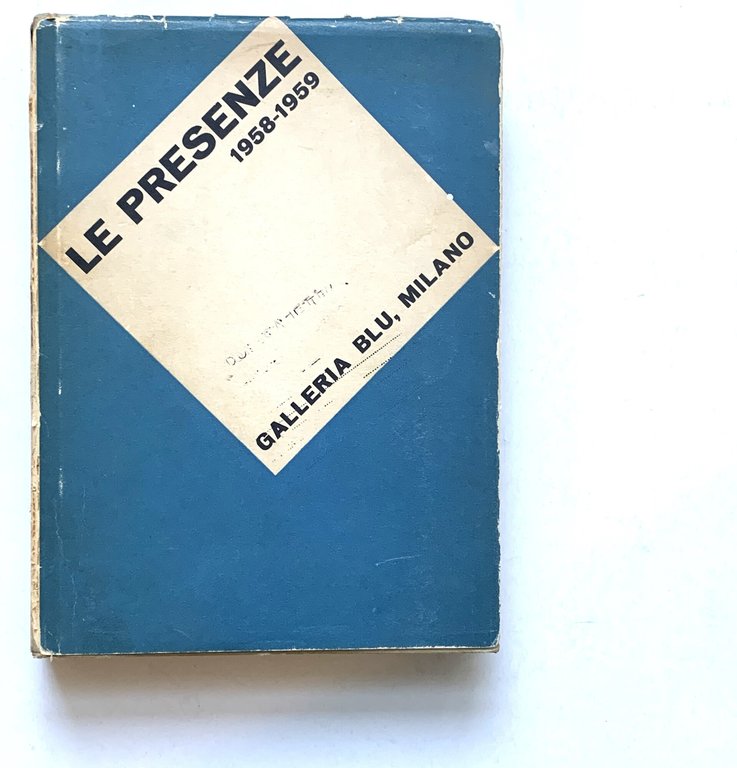 LE PRESENZE
1958-1959
GALLERIA BLU, MILANO